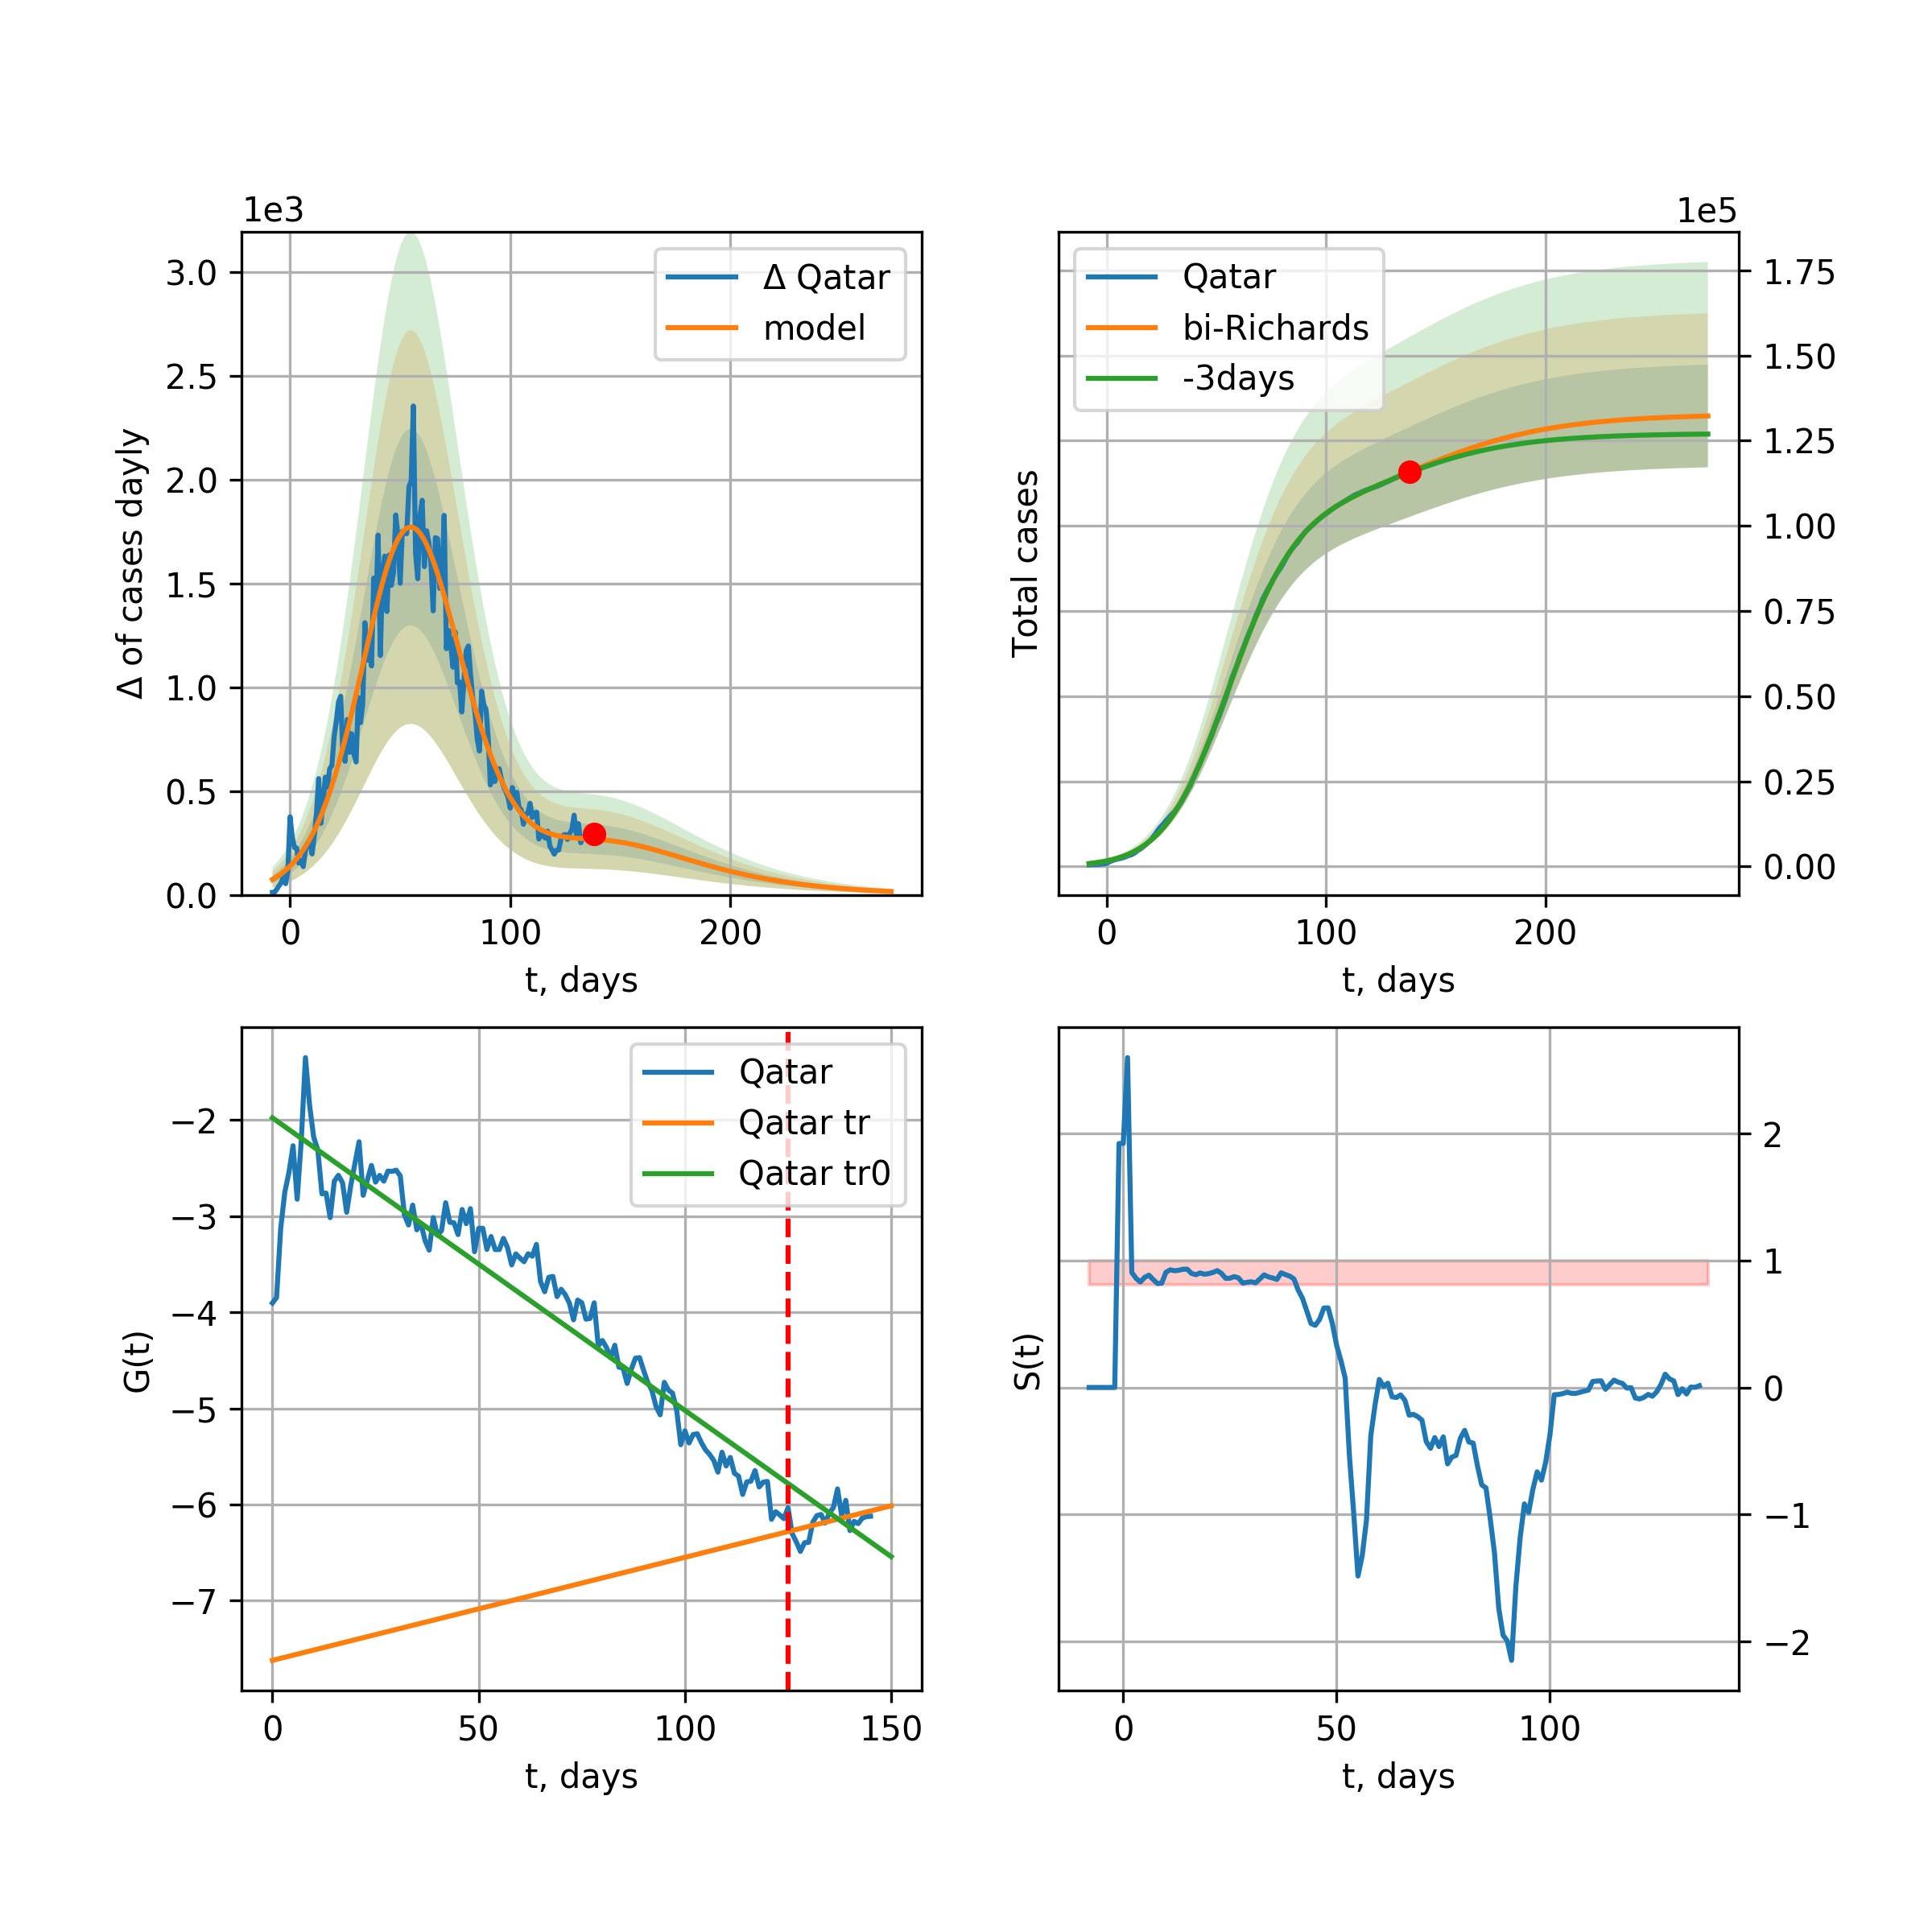 1e3
3.0
2.5
2.0
1.5
1.0
0.5
0.0
Δ of cases dayly
Δ Qatar
model
0 100 200
t, days
1e5
Total cases
Qatar
bi-Richards
-3days
1.75
1.50
1.25
1.00
0.75
0.50
0.25
0.00
0 100 200
t, days
G(t)
−2
−3
−4
−5
−6
−7
Qatar
Qatar tr
Qatar tr0
0 50 100 150
t, days
S(t)
2
1
0
−1
−2
0 50 100
t, days